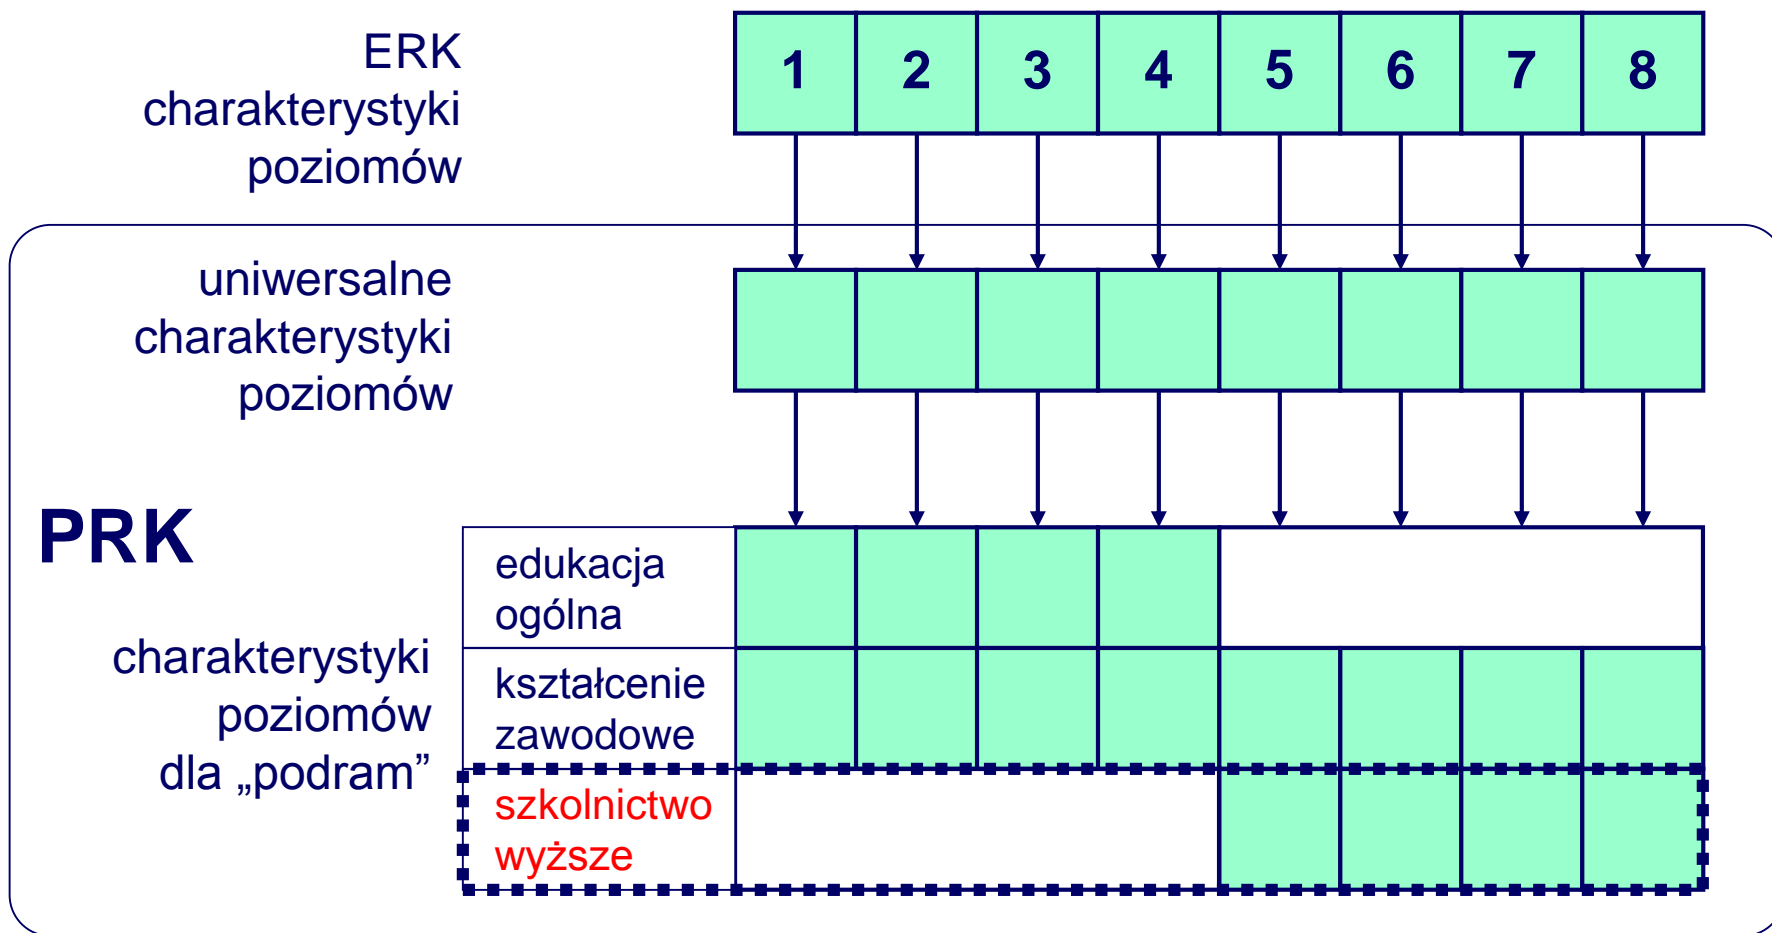 ERK
charakterystyki
poziomów
1 2 3 4 5 6 7 8
uniwersalne
charakterystyki
poziomów
PRK
charakterystyki
poziomów
dla „podram”
edukacja
ogólna
kształcenie
zawodowe
szkolnictwo
wyższe